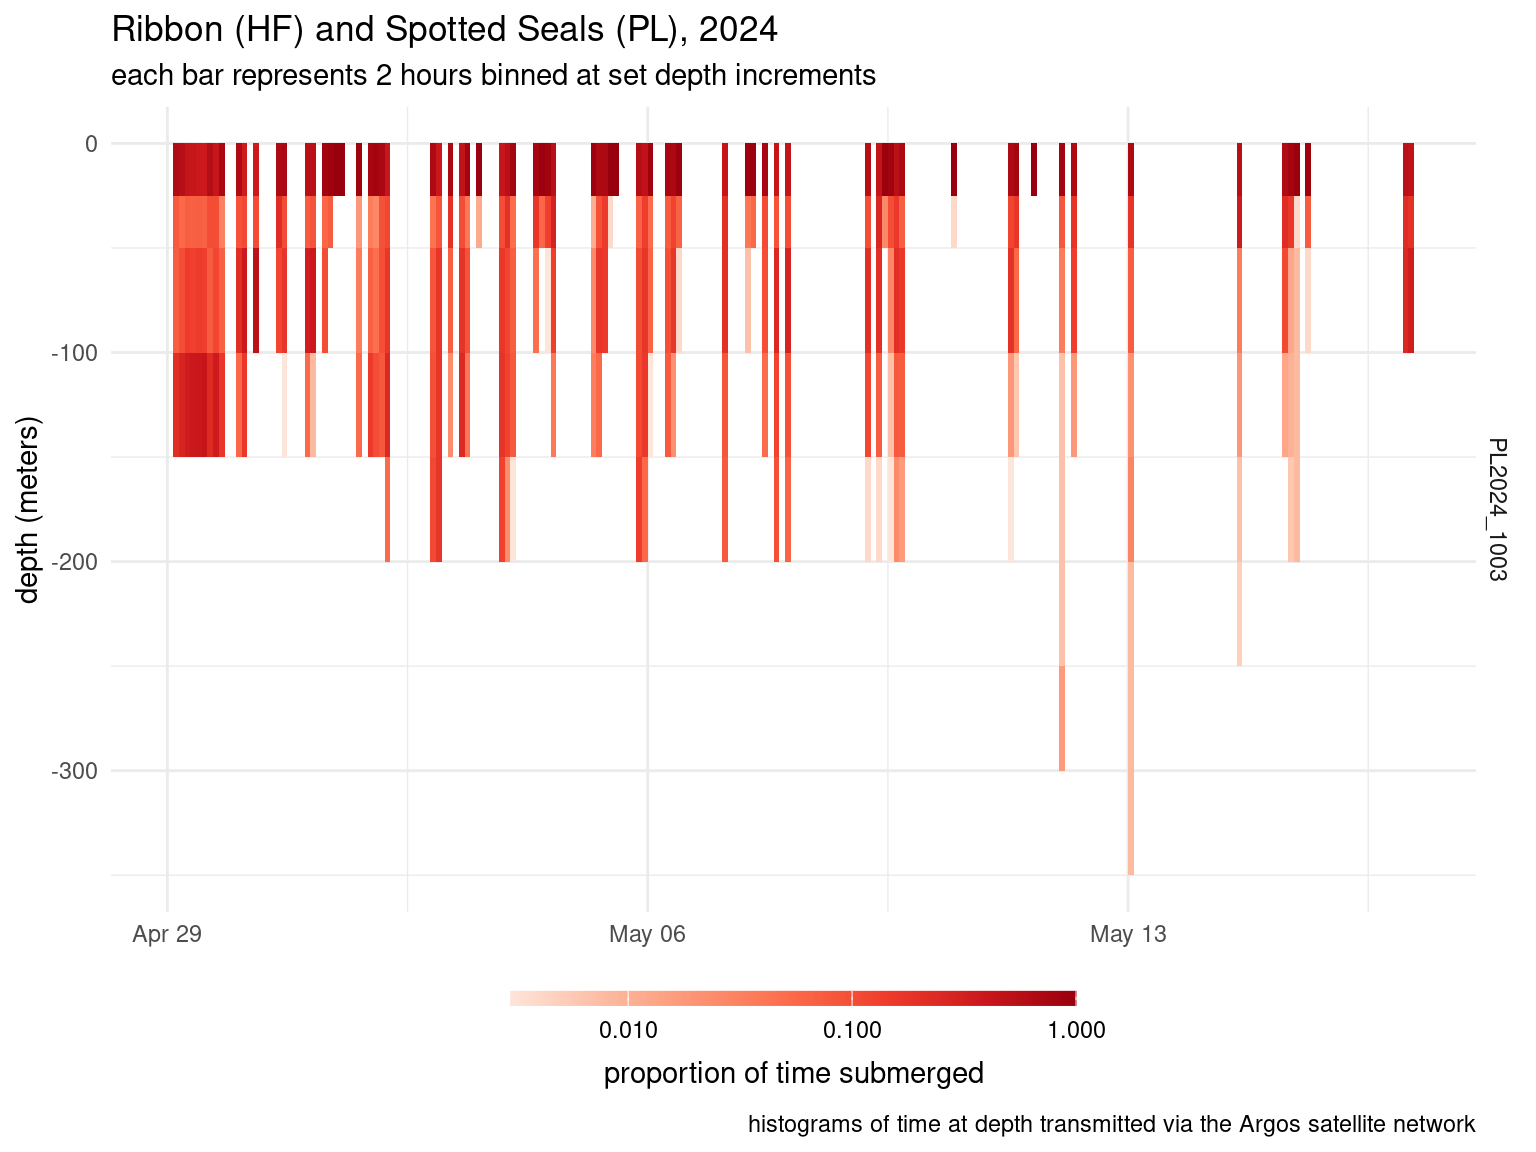 Ribbon (HF) and Spotted Seals (PL), 2024
each bar represents 2 hours binned at set depth increments
0
-100
-200
-300
depth (meters)
PL2024_1003
Apr 29
May 06
May 13
0.010
0.100
1.000
proportion of time submerged
histograms of time at depth transmitted via the Argos satellite network